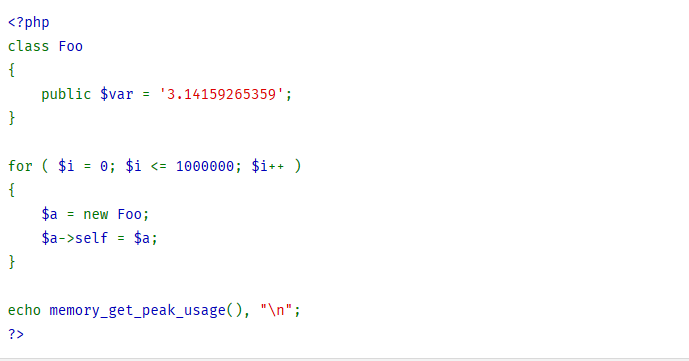 <?php
class Foo
{
    public $var = '3.14159265359';
}

for ( $i = 0; $i <= 1000000; $i++ )
{
    $a = new Foo;
    $a->self = $a;
}

echo memory_get_peak_usage(), "\n";
?>